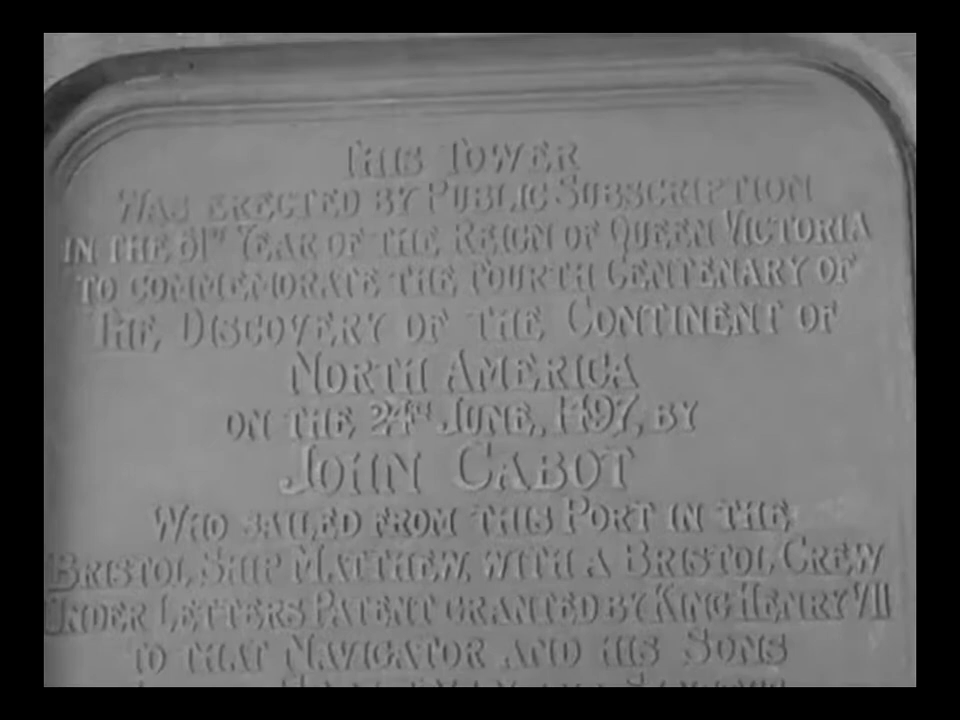 THIS TOWER
WAS ERECTED BY PUBLIC SUBSCRIPTION
IN THE 61ST YEAR OF THE REIGN OF QUEEN VICTORIA
TO COMMEMORATE THE FOURTH CENTENARY OF
THE DISCOVERY OF THE CONTINENT OF
NORTH AMERICA
ON THE 24TH JUNE, 1497, BY
JOHN CABOT
WHO SAILED FROM THIS PORT IN THE
BRISTOL SHIP MATTHEW, WITH A BRISTOL CREW
UNDER LETTERS PATENT GRANTED BY KING HENRY VII
TO THAT NAVIGATOR AND HIS SONS